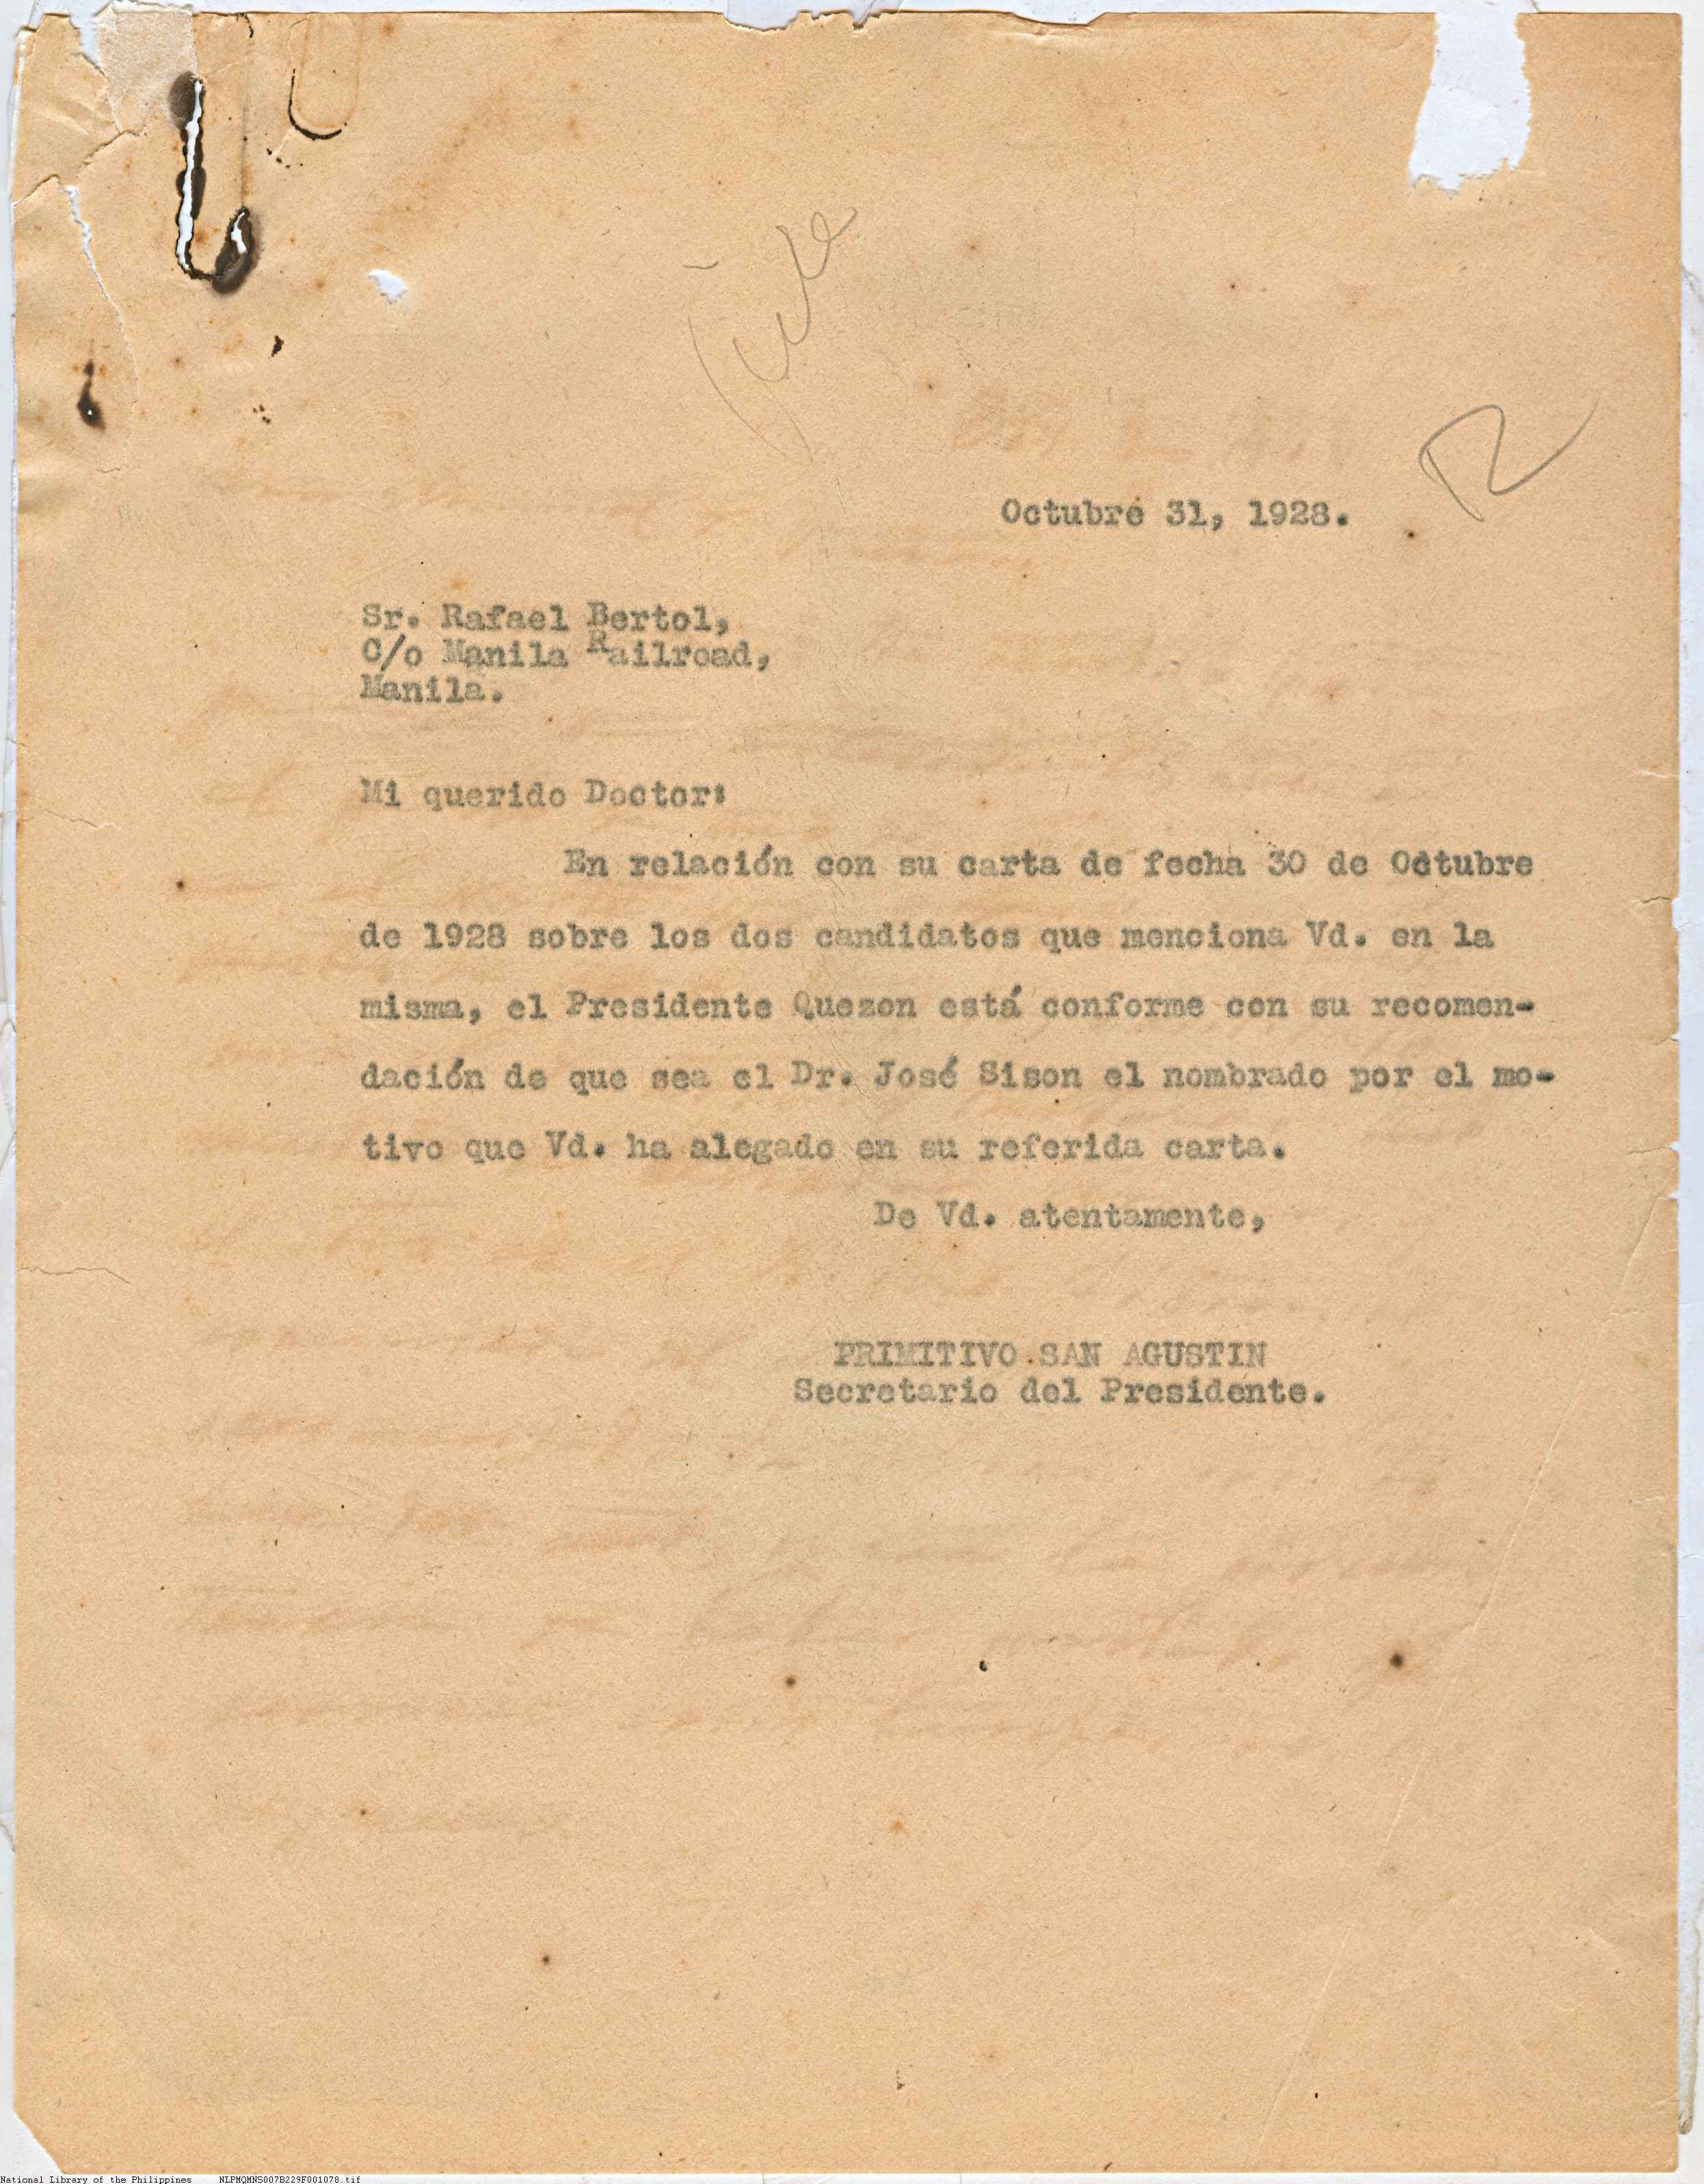 File
Octubre 31, 1928.
Sr. Rafael Bertol,
C/o Manila Railroad,
Manila.
Mi querido Doctor:
En relación con su carta de fecha 30 de Octubre
de 1928 sobre los dos candidatos que menciona Vd. en la
misma, el Presidente Quezon está conforme con su recomen-
dación de que sea el Dr. José Sison el nombrado por el mo-
tivo que Vd. ha alegado en su referida carta.
De Vd. atentamente,
PRIMITIVO SAN AGUSTIN
Secretario del Presidente.
National Library of the Philippines NLPMQMNS007B229F001078.tif